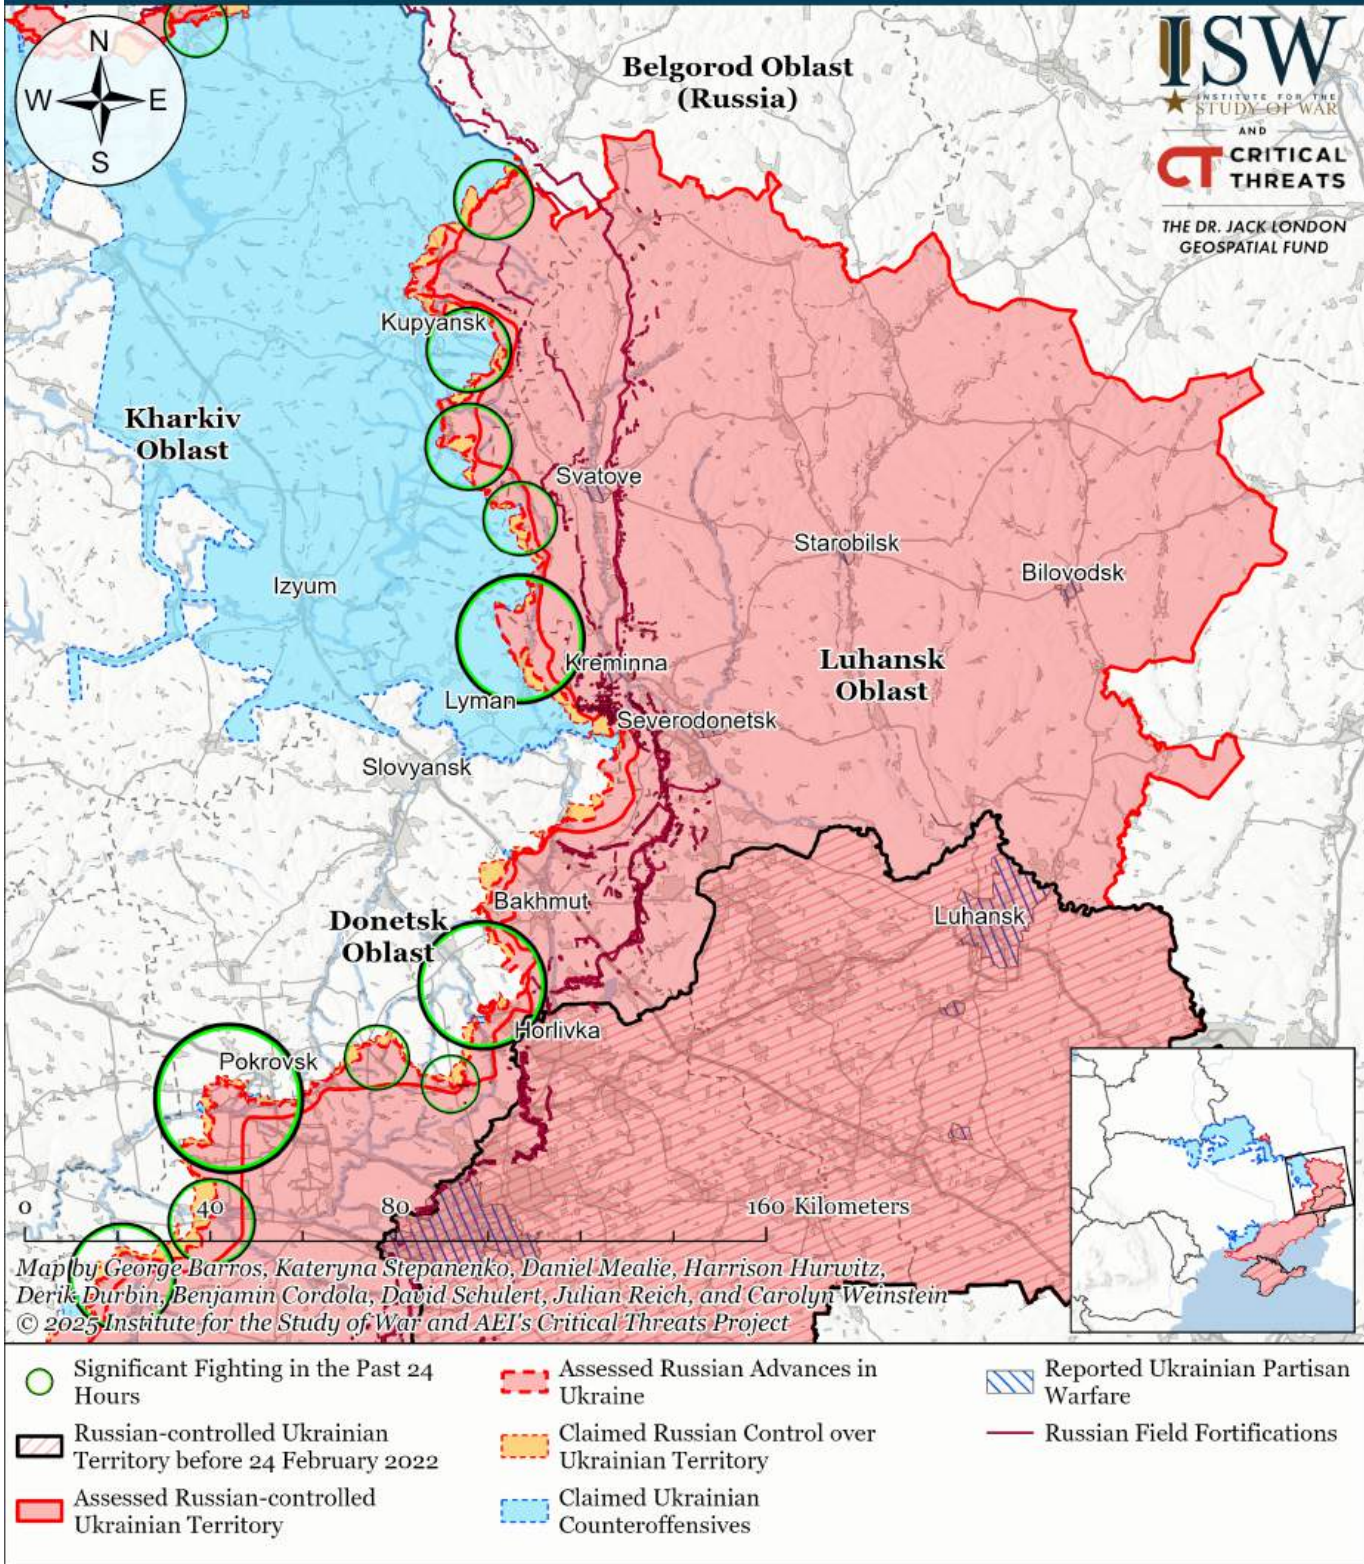 Belgorod Oblast
(Russia)
ISW
INSTITUTE FOR THE
STUDY OF WAR
AND
CT CRITICAL
THREATS
THE DR. JACK LONDON
GEOSPATIAL FUND
N
W E
S
Kupyansk
Kharkiv
Oblast
Svatove
Starobilsk
Bilovodsk
Izyum
Kreminna
Luhansk
Oblast
Lyman
Severodonetsk
Slovyansk
Bakhmut
Luhansk
Donetsk
Oblast
Horlivka
Pokrovsk
0 40 80 160 Kilometers
Map by George Barros, Kateryna Stepanenko, Daniel Mealie, Harrison Hurwitz,
Derik Durbin, Benjamin Cordola, David Schulert, Julian Reich, and Carolyn Weinstein
© 2025 Institute for the Study of War and AEI's Critical Threats Project
Significant Fighting in the Past 24
Hours
Russian-controlled Ukrainian
Territory before 24 February 2022
Assessed Russian-controlled
Ukrainian Territory
Assessed Russian Advances in
Ukraine
Claimed Russian Control over
Ukrainian Territory
Claimed Ukrainian
Counteroffensives
Reported Ukrainian Partisan
Warfare
Russian Field Fortifications